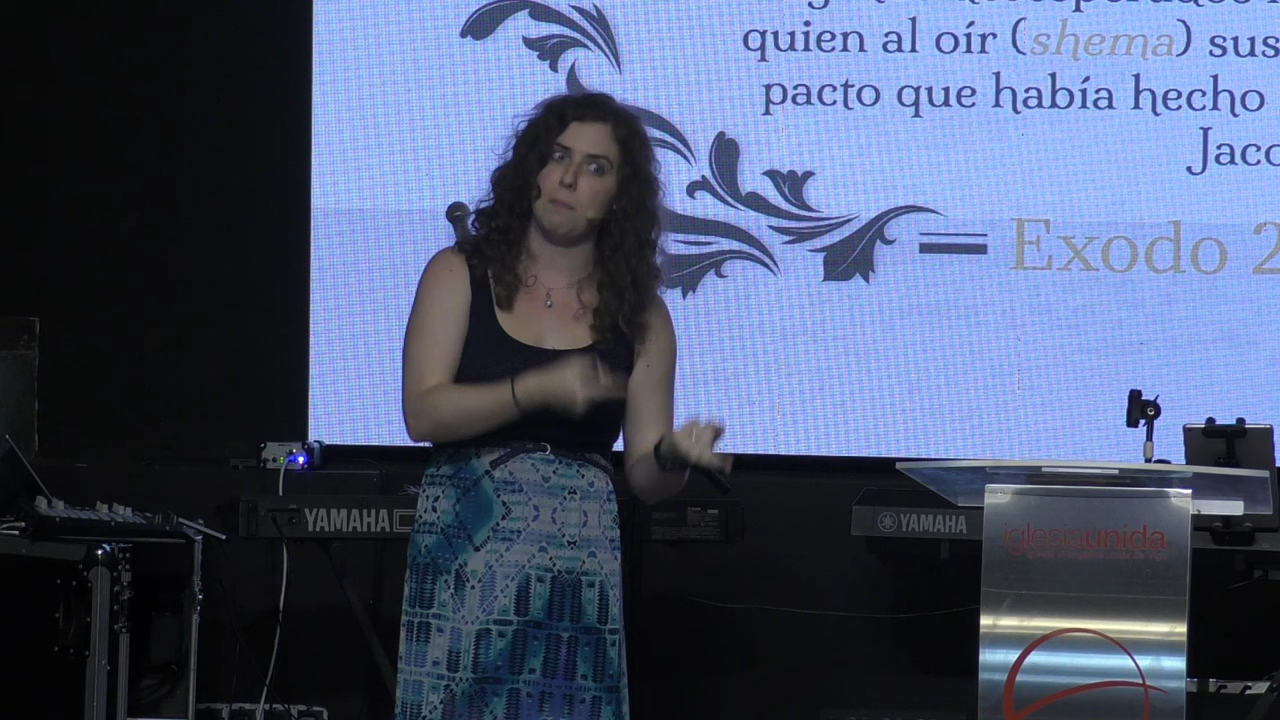 quien al oír (shema) sus
pacto que había hecho
Jaco
= Exodo 2
YAMAHA
YAMAHA
iglesiaunida